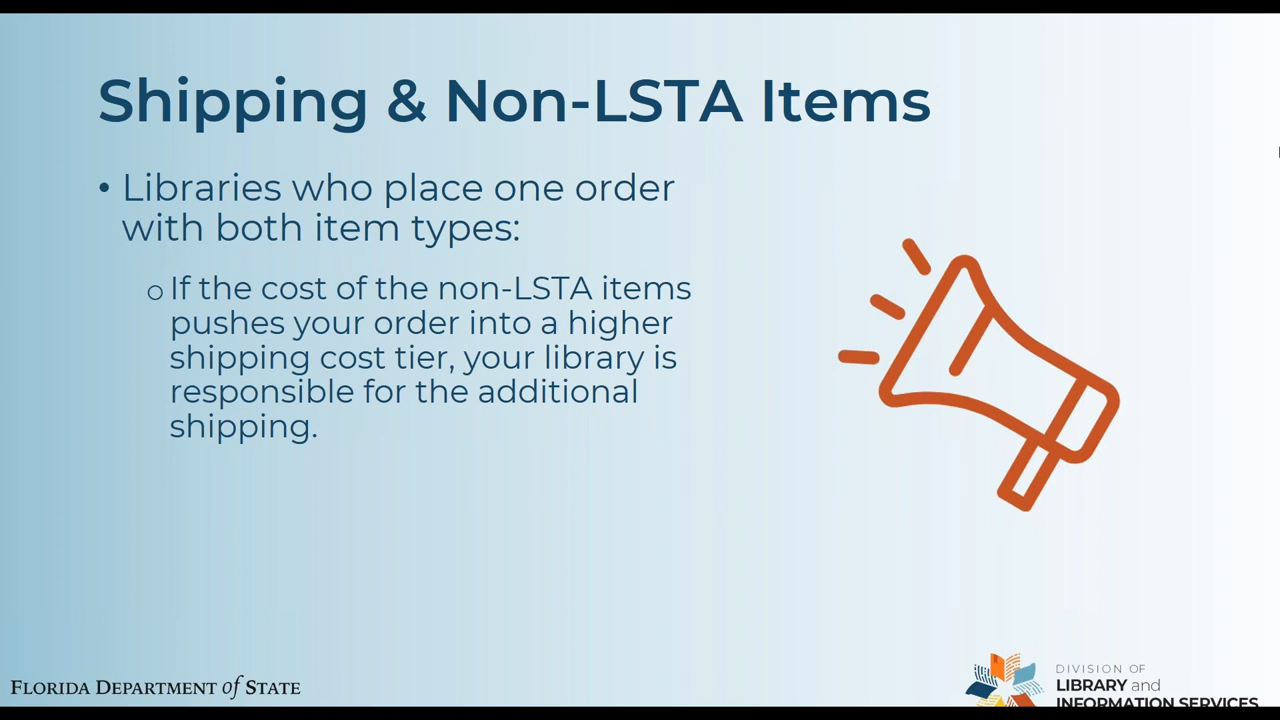 Shipping & Non-LSTA Items
• Libraries who place one order
with both item types:
o If the cost of the non-LSTA items
pushes your order into a higher
shipping cost tier, your library is
responsible for the additional
shipping.
FLORIDA DEPARTMENT of STATE
DIVISION OF
LIBRARY and
INFORMATION SERVICES